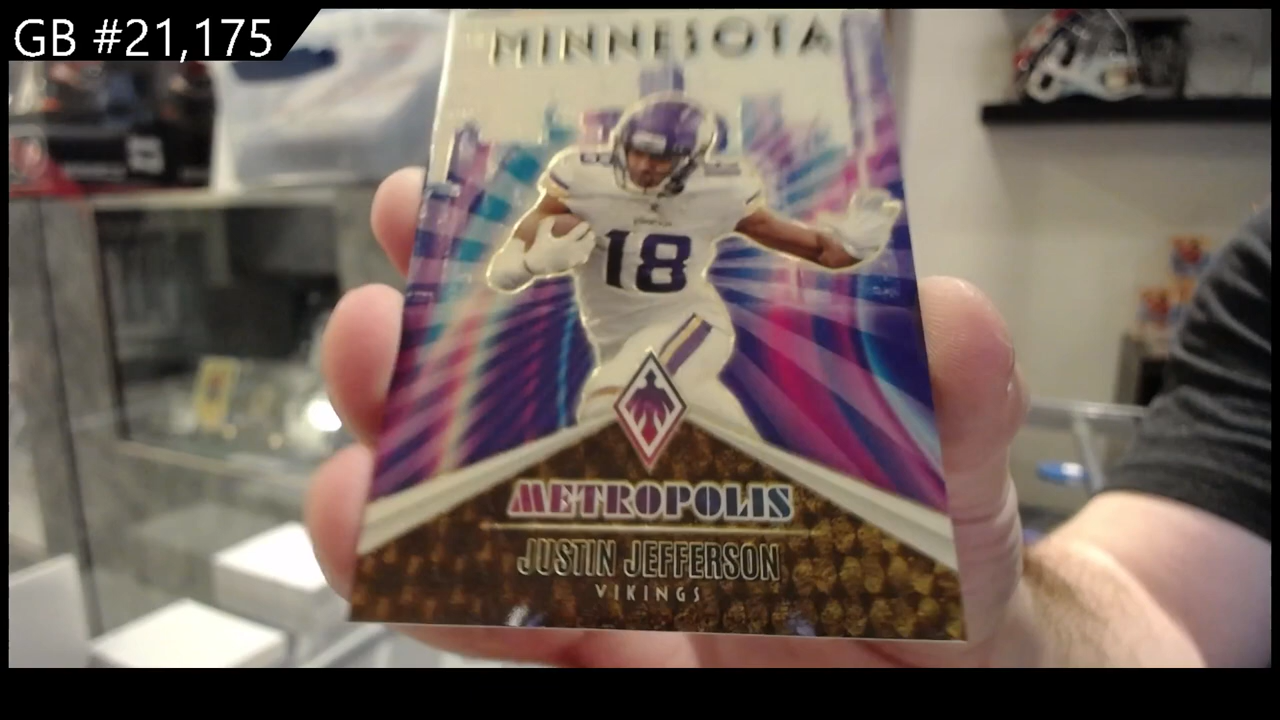 GB #21,175
MINNESOTA
18
METROPOLIS
JUSTIN JEFFERSON
VIKINGS